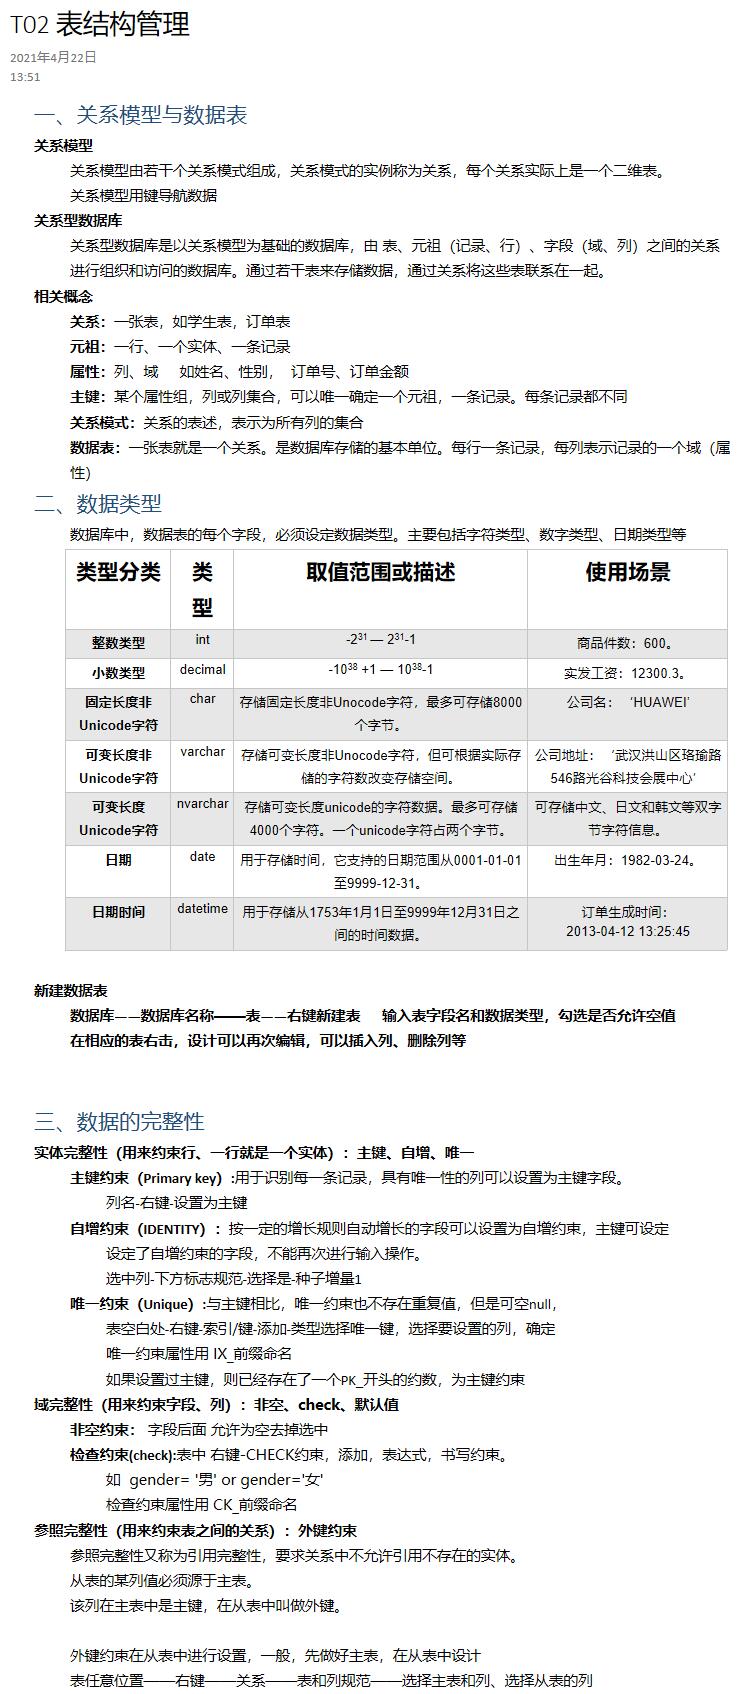 T02 表结构管理
2021年4月22日
13:51
一、关系模型与数据表
关系模型
关系模型由若干个关系模式组成，关系模式的实例称为关系，每个关系实际上是一个二维表。
关系模型用键导航数据
关系型数据库
关系型数据库是以关系模型为基础的数据库，由 表、元祖（记录、行）、字段（域、列）之间的关系
进行组织和访问的数据库。通过若干表来存储数据，通过关系将这些表联系在一起。
相关概念
关系：一张表，如学生表，订单表
元祖：一行、一个实体、一条记录
属性：列、域 如姓名、性别， 订单号、订单金额
主键：某个属性组，列或列集合，可以唯一确定一个元祖，一条记录。每条记录都不同
关系模式：关系的表述，表示为所有列的集合
数据表：一张表就是一个关系。是数据库存储的基本单位。每行一条记录，每列表示记录的一个域（属
性）
二、数据类型
数据库中，数据表的每个字段，必须设定数据类型。主要包括字符类型、数字类型、日期类型等
类型分类 类 取值范围或描述 使用场景
型
整数类型 int -2³¹ — 2³¹-1 商品件数：600。
小数类型 decimal -10³⁸ +1 — 10³⁸-1 实发工资：12300.3。
固定长度非 char 存储固定长度非Unocode字符，最多可存储8000 公司名：‘HUAWEI’
Unicode字符 个字节。
可变长度非 varchar 存储可变长度非Unocode字符，但可根据实际存 公司地址：‘武汉洪山区珞瑜路
Unicode字符 储的字符数改变存储空间。 546路光谷科技会展中心’
可变长度 nvarchar 存储可变长度unicode的字符数据。最多可存储 可存储中文、日文和韩文等双字
Unicode字符 4000个字符。一个unicode字符占两个字节。 节字符信息。
日期 date 用于存储时间，它支持的日期范围从0001-01-01 出生年月：1982-03-24。
至9999-12-31。
日期时间 datetime 用于存储从1753年1月1日至9999年12月31日之 订单生成时间：
间的时间数据。 2013-04-12 13:25:45
新建数据表
数据库——数据库名称——表——右键新建表 输入表字段名和数据类型，勾选是否允许空值
在相应的表右击，设计可以再次编辑，可以插入列、删除列等
三、数据的完整性
实体完整性（用来约束行、一行就是一个实体）：主键、自增、唯一
主键约束（Primary key）:用于识别每一条记录，具有唯一性的列可以设置为主键字段。
列名-右键-设置为主键
自增约束（IDENTITY）：按一定的增长规则自动增长的字段可以设置为自增约束，主键可设定
设定了自增约束的字段，不能再次进行输入操作。
选中列-下方标志规范-选择是-种子增量1
唯一约束（Unique）:与主键相比，唯一约束也不存在重复值，但是可空null，
表空白处-右键-索引/键-添加-类型选择唯一键，选择要设置的列，确定
唯一约束属性用 IX_前缀命名
如果设置过主键，则已经存在了一个PK_开头的约数，为主键约束
域完整性（用来约束字段、列）：非空、check、默认值
非空约束： 字段后面 允许为空去掉选中
检查约束(check):表中 右键-CHECK约束，添加，表达式，书写约束。
如 gender= '男' or gender='女'
检查约束属性用 CK_前缀命名
参照完整性（用来约束表之间的关系）：外键约束
参照完整性又称为引用完整性，要求关系中不允许引用不存在的实体。
从表的某列值必须源于主表。
该列在主表中是主键，在从表中叫做外键。
外键约束在从表中进行设置，一般，先做好主表，在从表中设计
表任意位置——右键——关系——表和列规范——选择主表和列、选择从表的列